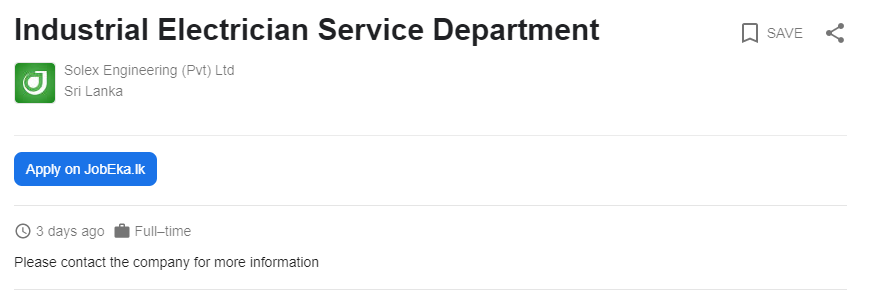 Industrial Electrician Service Department
SAVE
Solex Engineering (Pvt) Ltd
Sri Lanka
Apply on JobEka.lk
3 days ago Full–time
Please contact the company for more information